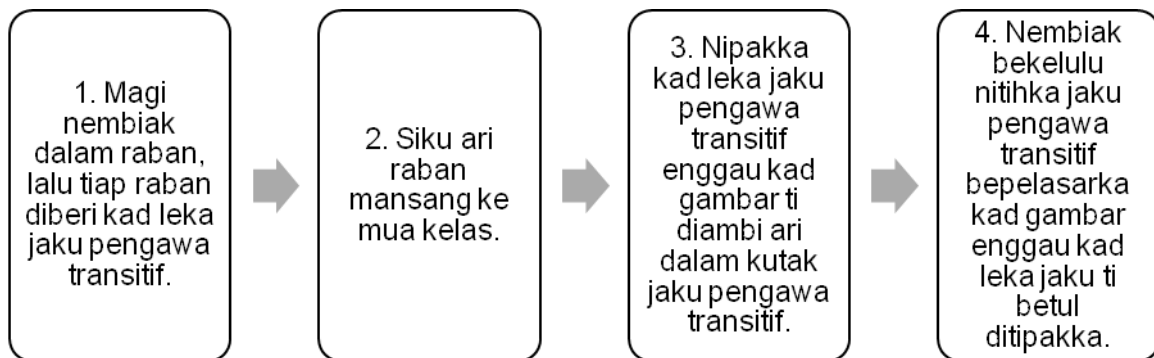 1. Magi
nembiak
dalam raban,
lalu tiap raban
diberi kad leka
jaku pengawa
transitif.
2. Siku ari
raban
mansang ke
mua kelas.
3. Nipakka
kad leka jaku
pengawa
transitif
enggau kad
gambar ti
diambi ari
dalam kutak
jaku pengawa
transitif.
4. Nembiak
bekelulu
nitihka jaku
pengawa
transitif
bepelasarka
kad gambar
enggau kad
leka jaku ti
betul
ditipakka.